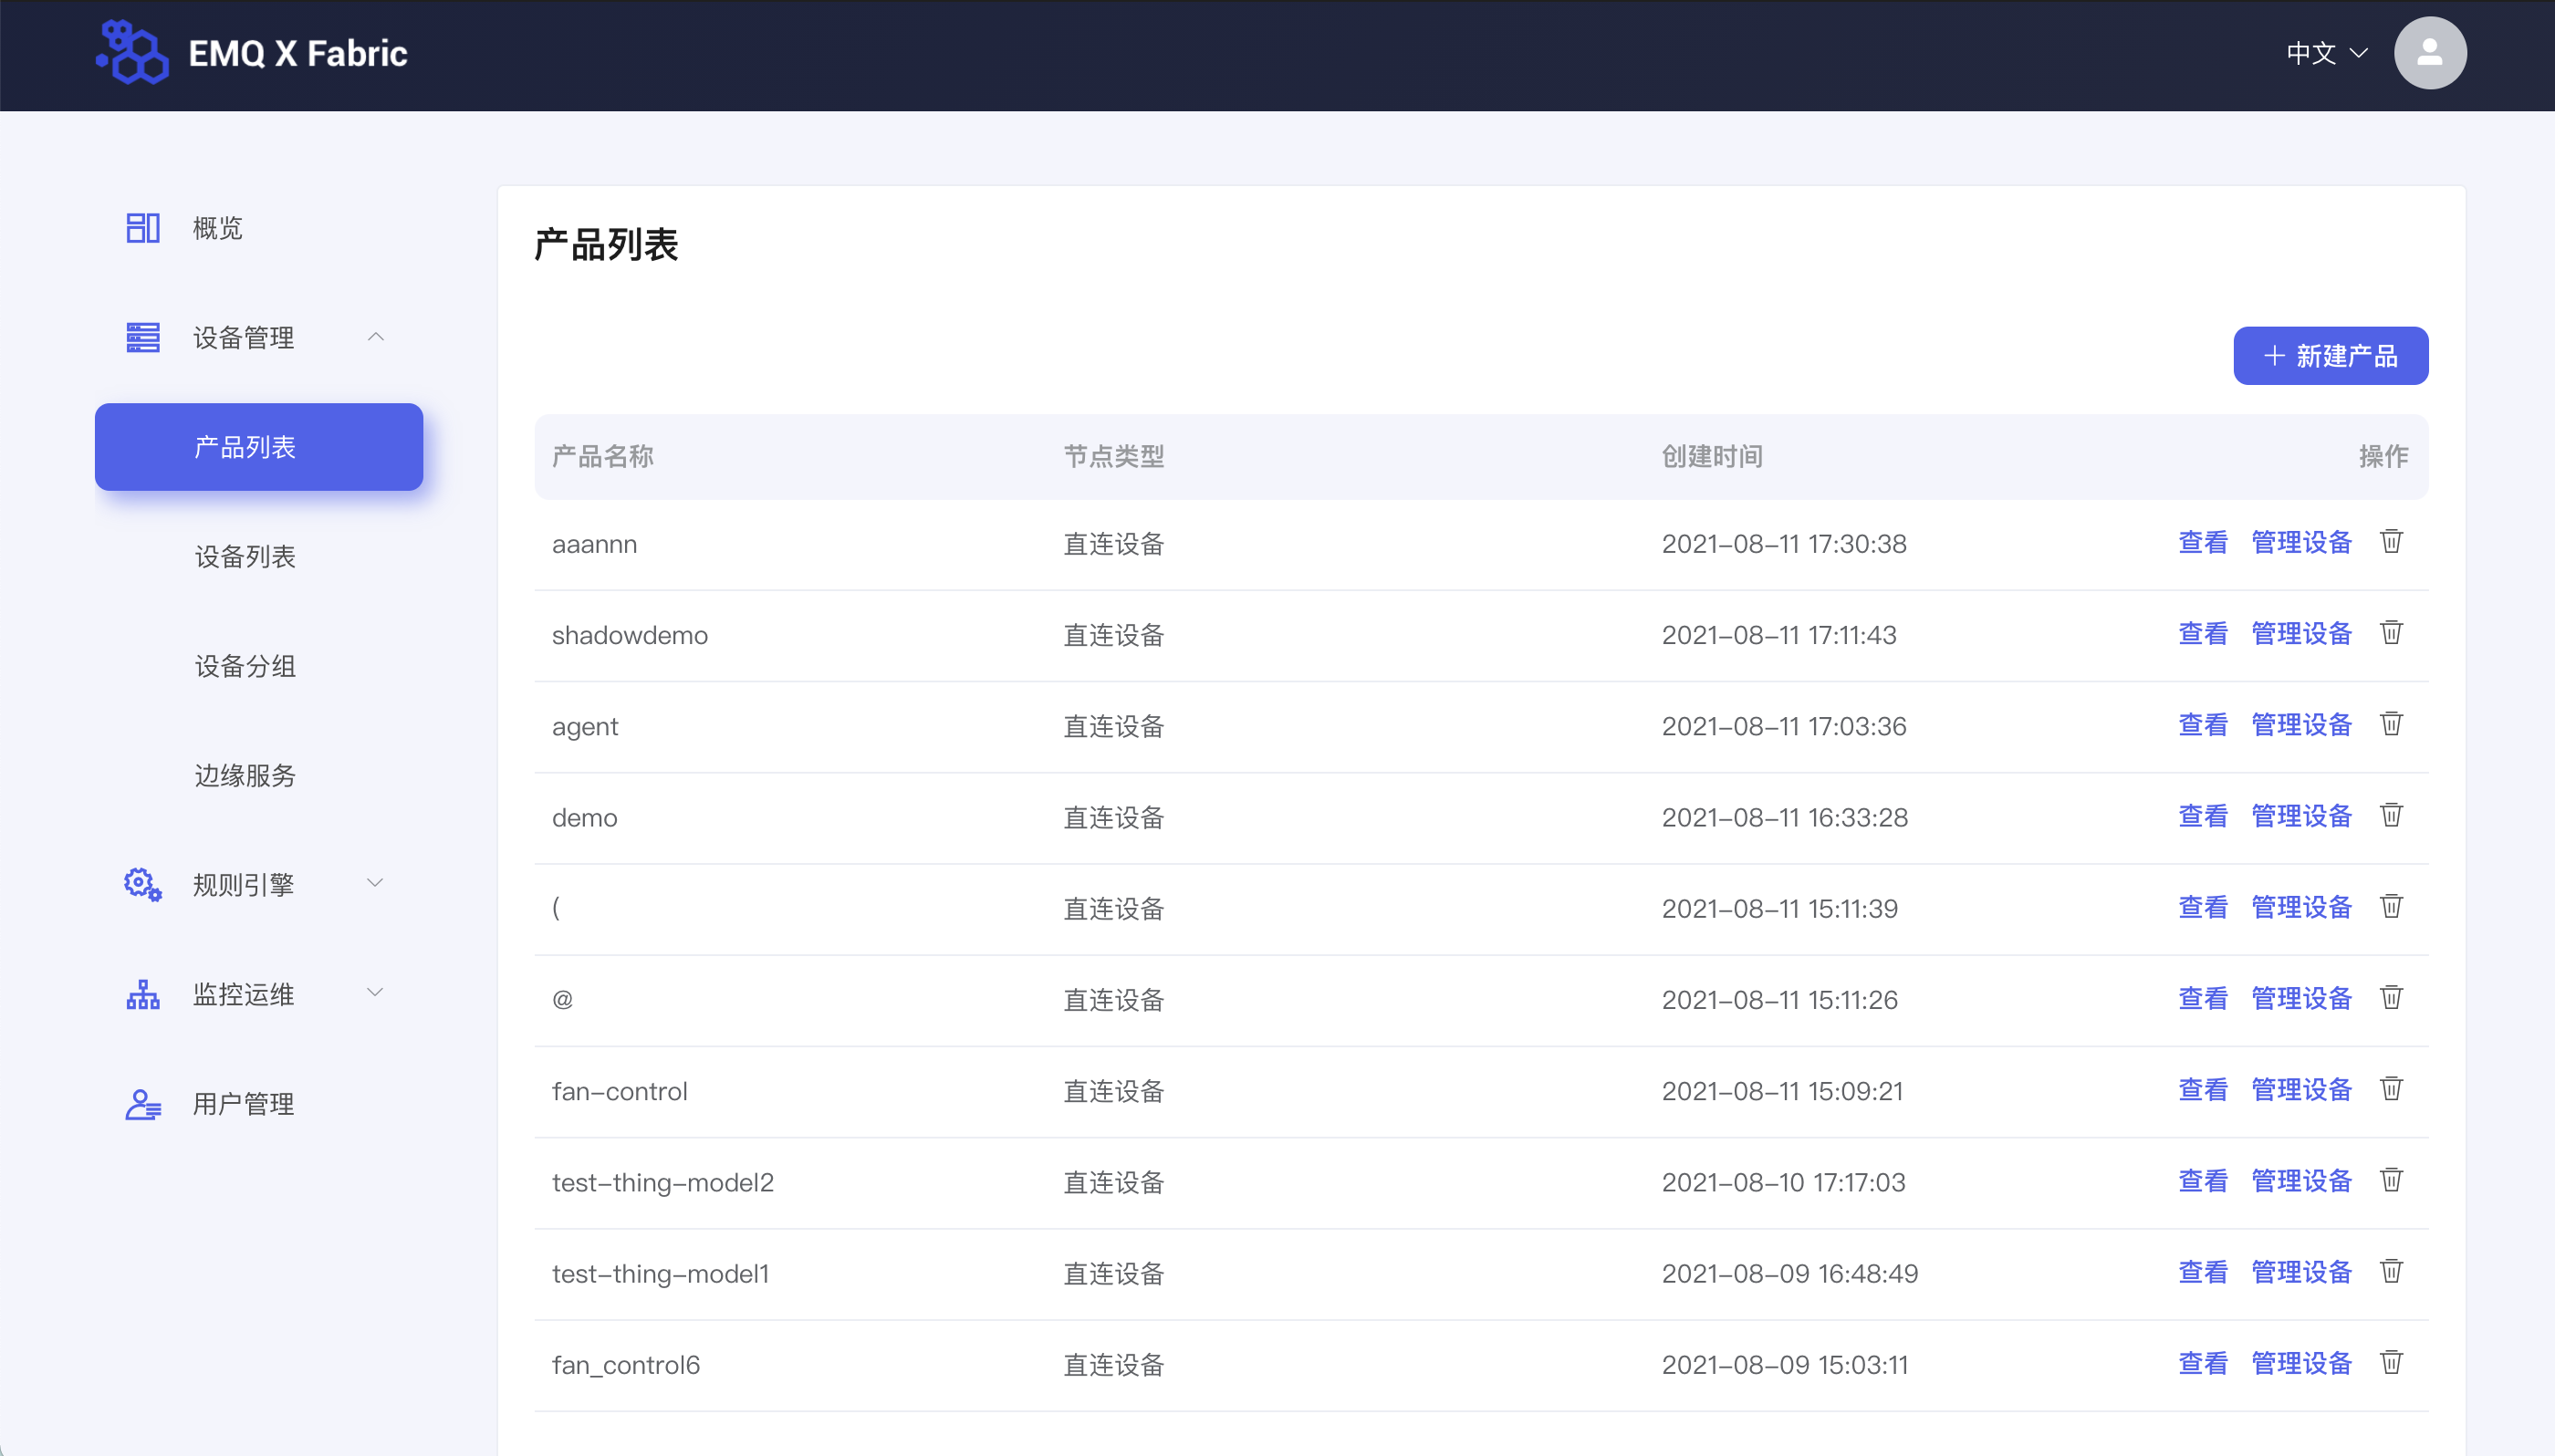 EMQ X Fabric
中文
概览
设备管理
产品列表
设备列表
设备分组
边缘服务
规则引擎
监控运维
用户管理
产品列表
新建产品
产品名称 节点类型 创建时间 操作
aaannn 直连设备 2021-08-11 17:30:38 查看 管理设备
shadowdemo 直连设备 2021-08-11 17:11:43 查看 管理设备
agent 直连设备 2021-08-11 17:03:36 查看 管理设备
demo 直连设备 2021-08-11 16:33:28 查看 管理设备
( 直连设备 2021-08-11 15:11:39 查看 管理设备
@ 直连设备 2021-08-11 15:11:26 查看 管理设备
fan-control 直连设备 2021-08-11 15:09:21 查看 管理设备
test-thing-model2 直连设备 2021-08-10 17:17:03 查看 管理设备
test-thing-model1 直连设备 2021-08-09 16:48:49 查看 管理设备
fan_control6 直连设备 2021-08-09 15:03:11 查看 管理设备